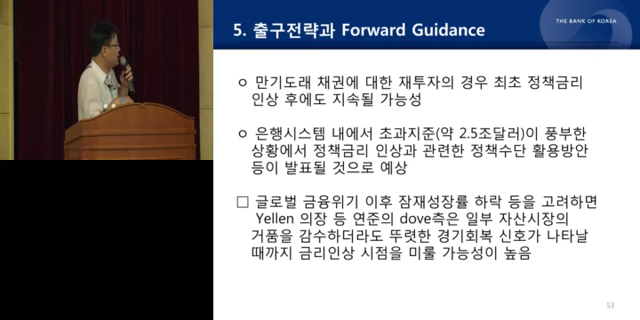 THE BANK OF KOREA
5. 출구전략과 Forward Guidance
ㅇ 만기도래 채권에 대한 재투자의 경우 최초 정책금리
인상 후에도 지속될 가능성
ㅇ 은행시스템 내에서 초과지준(약 2.5조달러)이 풍부한
상황에서 정책금리 인상과 관련한 정책수단 활용방안
등이 발표될 것으로 예상
□ 글로벌 금융위기 이후 잠재성장률 하락 등을 고려하면
Yellen 의장 등 연준의 dove측은 일부 자산시장의
거품을 감수하더라도 뚜렷한 경기회복 신호가 나타날
때까지 금리인상 시점을 미룰 가능성이 높음
53